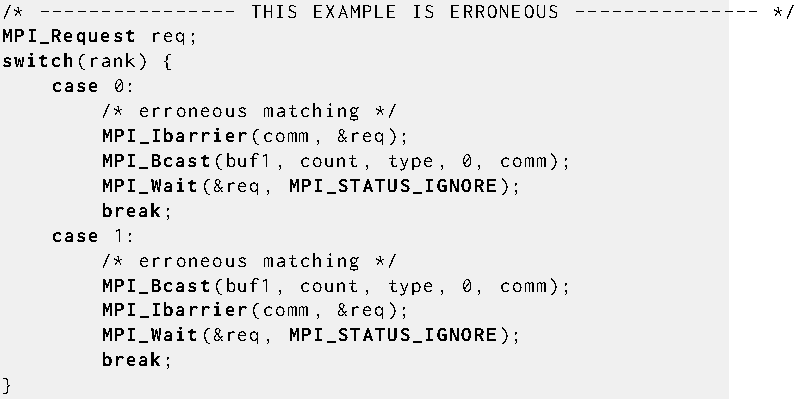 /* ---------------- THIS EXAMPLE IS ERRONEOUS --------------- */
MPI_Request req;
switch(rank) {
    case 0:
        /* erroneous matching */
        MPI_Ibarrier(comm, &req);
        MPI_Bcast(buf1, count, type, 0, comm);
        MPI_Wait(&req, MPI_STATUS_IGNORE);
        break;
    case 1:
        /* erroneous matching */
        MPI_Bcast(buf1, count, type, 0, comm);
        MPI_Ibarrier(comm, &req);
        MPI_Wait(&req, MPI_STATUS_IGNORE);
        break;
}